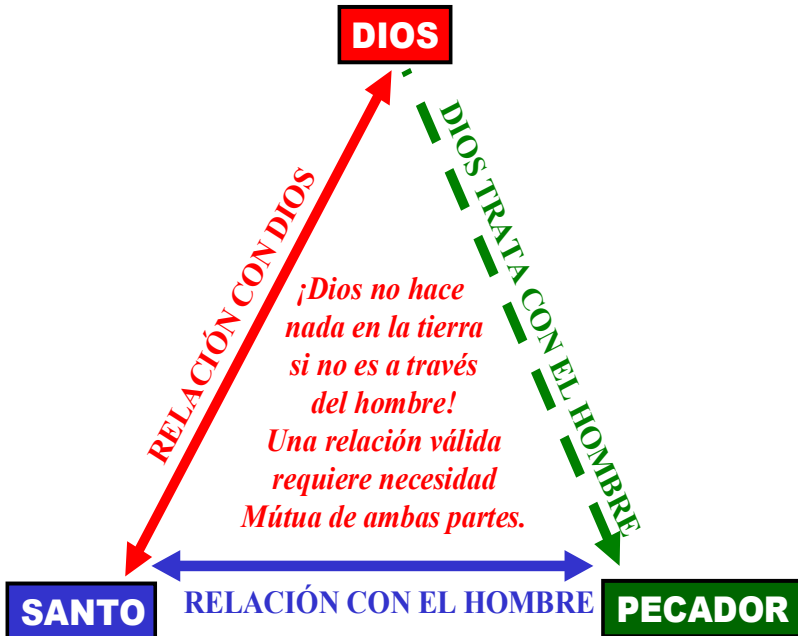 DIOS
RELACIÓN CON DIOS
DIOS TRATA CON EL HOMBRE
¡Dios no hace
nada en la tierra
si no es a través
del hombre!
Una relación válida
requiere necesidad
Mútua de ambas partes.
SANTO
RELACIÓN CON EL HOMBRE
PECADOR